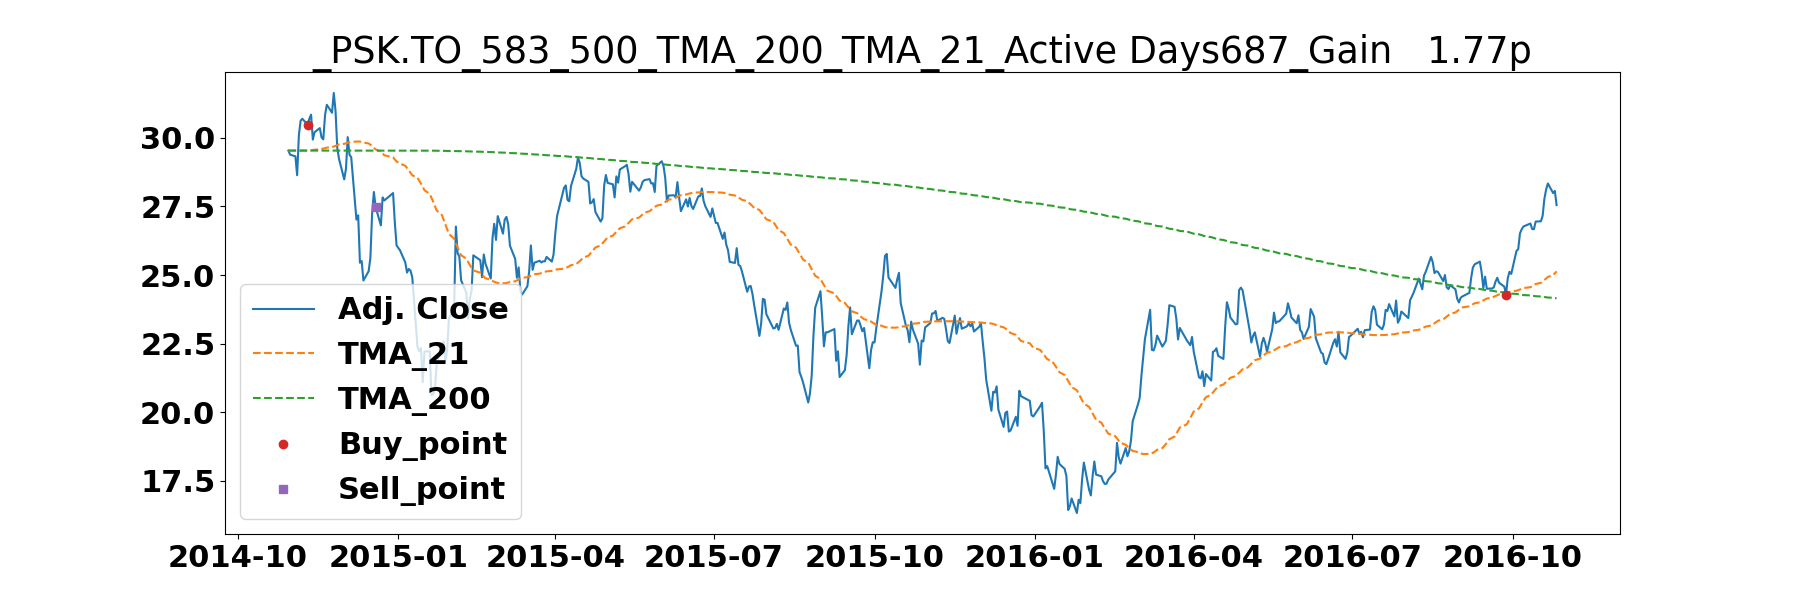 _PSK.TO_583_500_TMA_200_TMA_21_Active Days687_Gain   1.77p
30.0
27.5
25.0
22.5
20.0
17.5
Adj. Close
TMA_21
TMA_200
Buy_point
Sell_point
2014-10 2015-01 2015-04 2015-07 2015-10 2016-01 2016-04 2016-07 2016-10